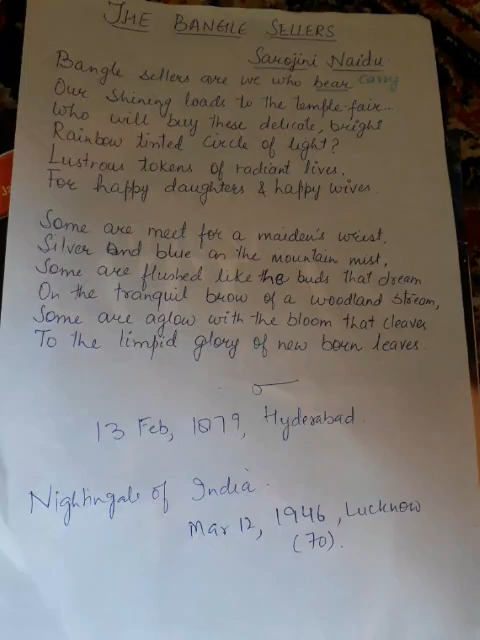 THE BANGLE SELLERS
Sarojini Naidu
Bangle sellers are we who bear carry
Our shining loads to the temple fair...
Who will buy these delicate, bright
Rainbow tinted circle of light?
Lustrous tokens of radiant lives.
For happy daughters & happy wives.
Some are meet for a maiden's wrist.
Silver and blue as the mountain mist,
Some are flushed like the buds that dream
On the tranquil brow of a woodland stream,
Some are aglow with the bloom that cleaves
To the limpid glory of new born leaves
13 Feb, 1879, Hyderabad.
Nightingale of India.
Mar 12, 1946, Lucknow
(70).